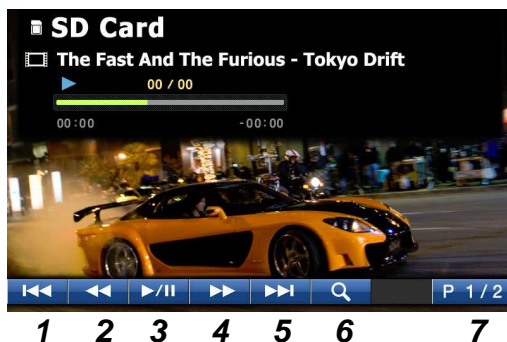 SD Card
The Fast And The Furious - Tokyo Drift
00 / 00
00:00 -00:00
P 1/2
1 2 3 4 5 6 7